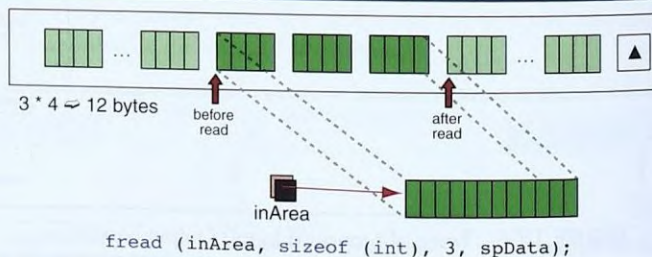 ... ...
3 * 4 ⇨ 12 bytes
before
read
after
read
inArea
fread (inArea, sizeof (int), 3, spData);